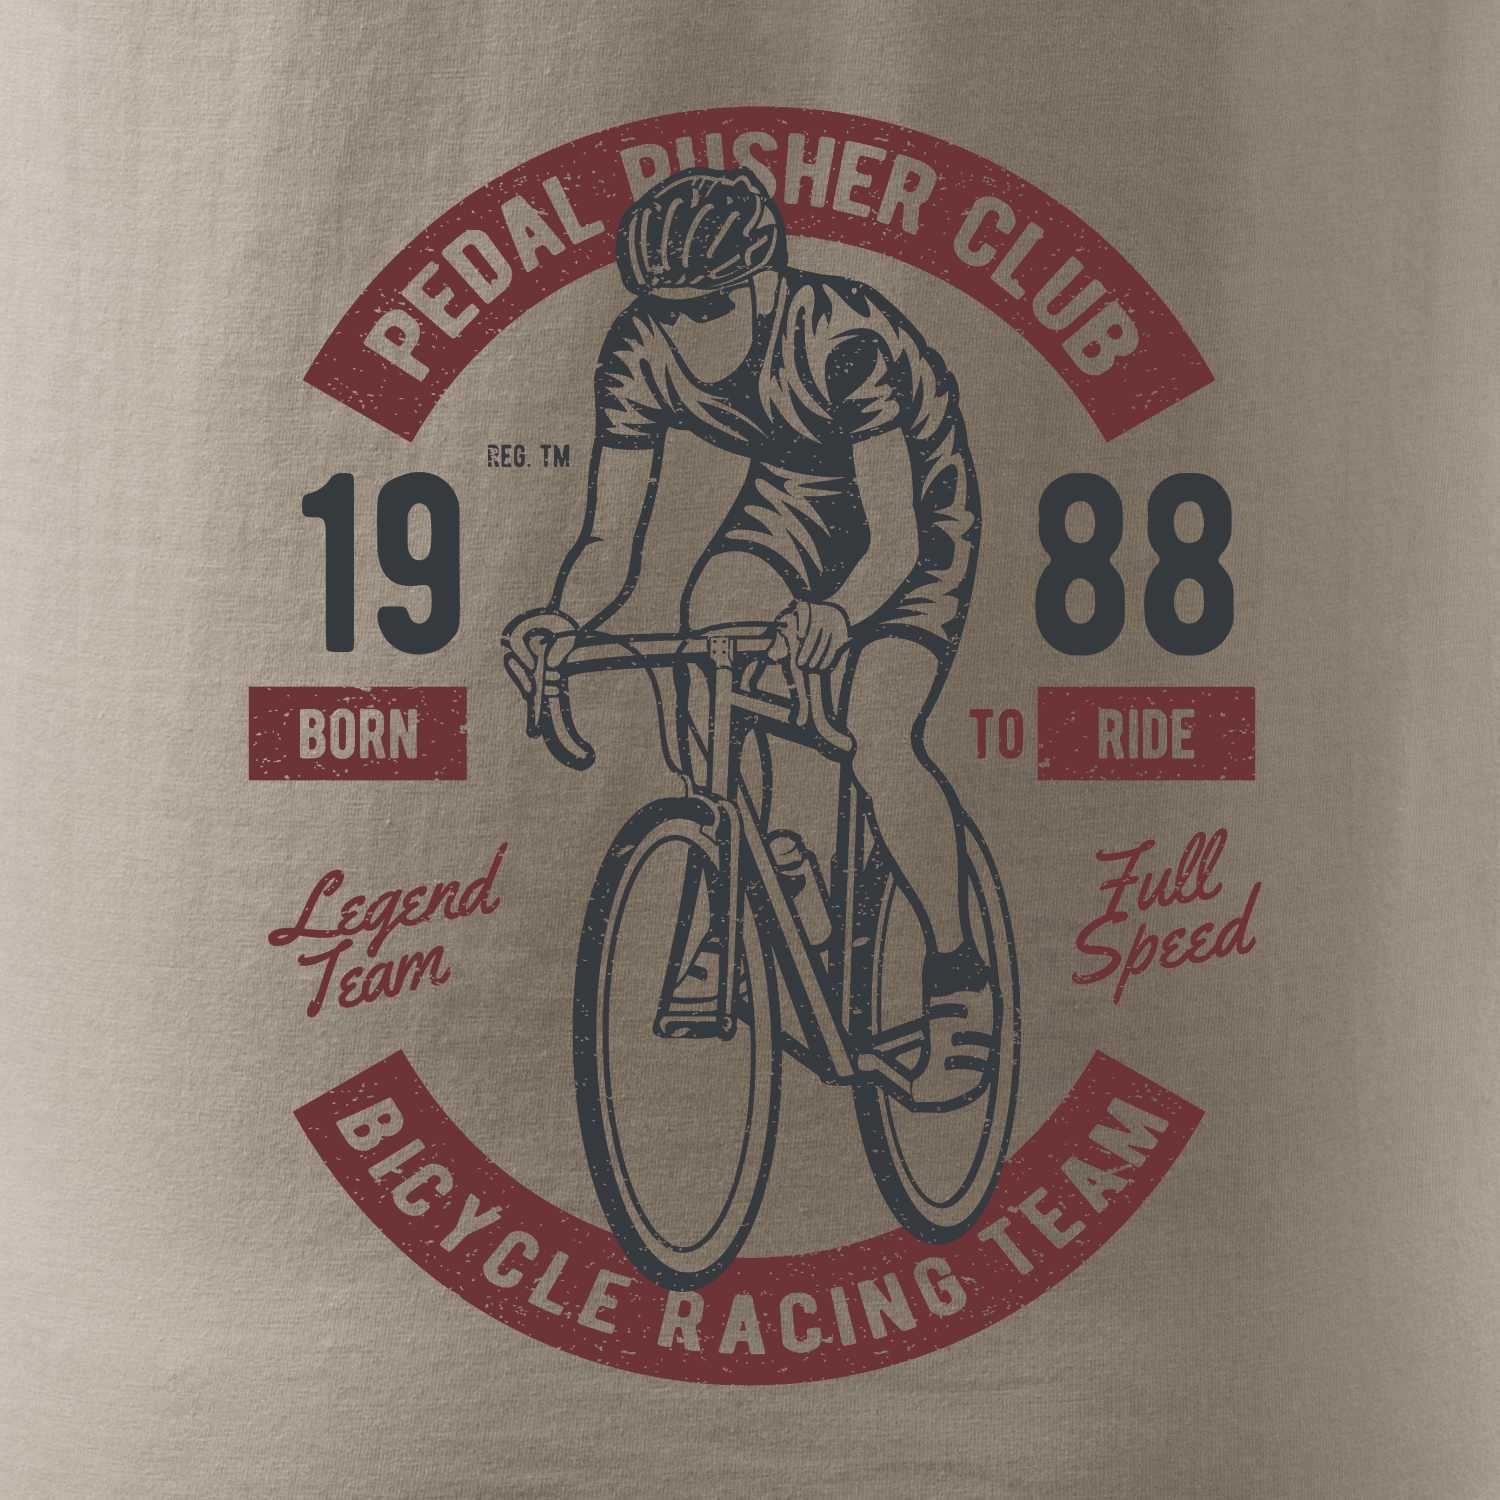 PEDAL PUSHER CLUB
REG. TM
19 88
BORN TO RIDE
Legend
Team
Full
Speed
BICYCLE RACING TEAM